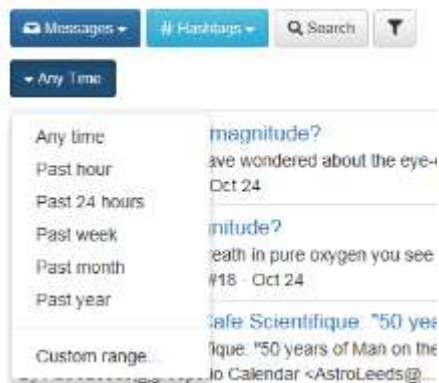 Messages
# Hashtags
Search
Any Time
Any time
Past hour
Past 24 hours
Past week
Past month
Past year
Custom range...
magnitude?
ave wondered about the eye-
Oct 24
nitude?
reath in pure oxygen you see
#18 - Oct 24
afe Scientifique: "50 yea
ique: "50 years of Man on the
io Calendar <AstroLeeds@...